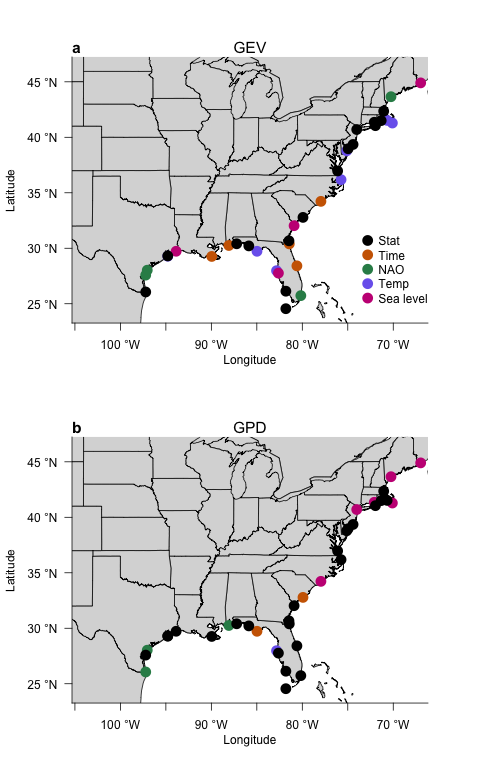 a
GEV
45 °N
40 °N
35 °N
30 °N
25 °N
Latitude
100 °W 90 °W 80 °W 70 °W
Longitude
Stat
Time
NAO
Temp
Sea level
b
GPD
45 °N
40 °N
35 °N
30 °N
25 °N
Latitude
100 °W 90 °W 80 °W 70 °W
Longitude